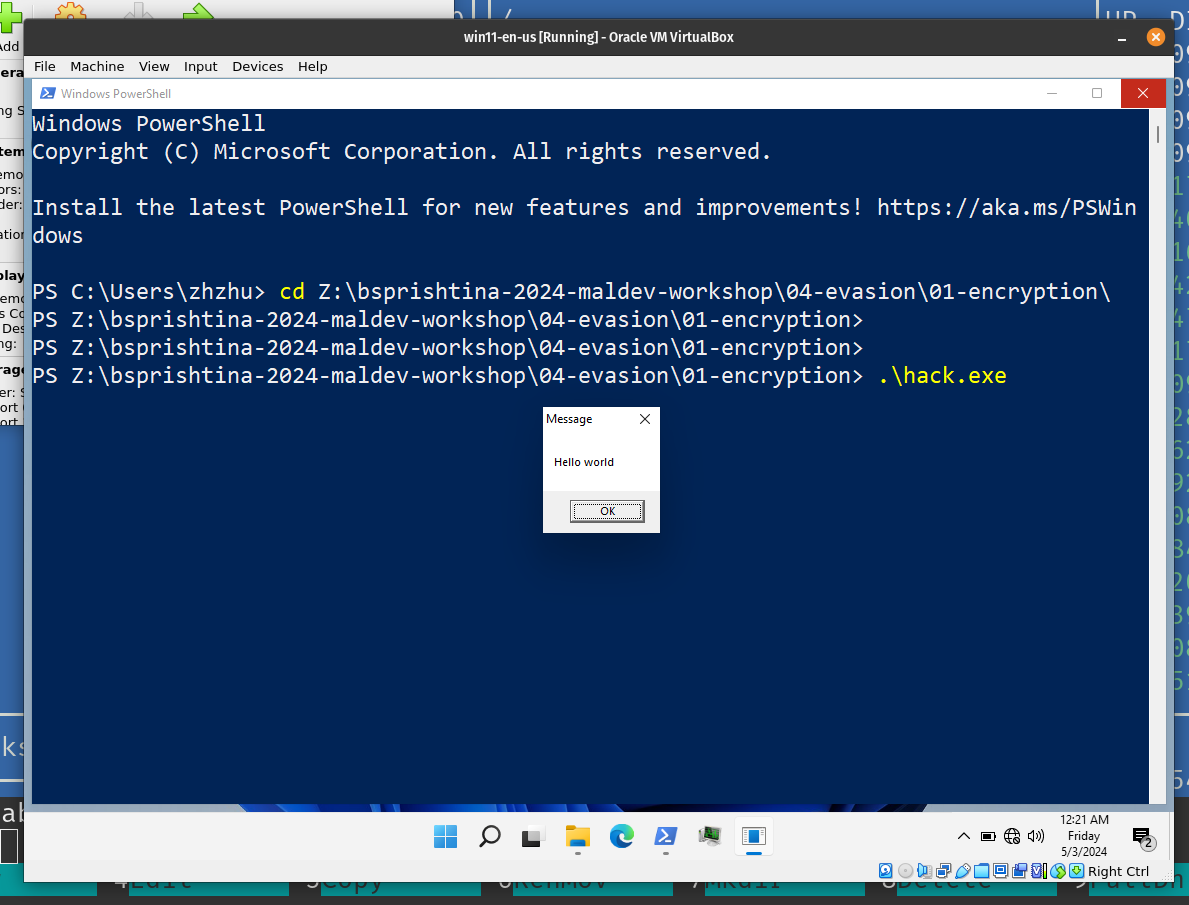 Add
win11-en-us [Running] - Oracle VM VirtualBox
File Machine View Input Devices Help
Windows PowerShell
Windows PowerShell
Copyright (C) Microsoft Corporation. All rights reserved.
Install the latest PowerShell for new features and improvements! https://aka.ms/PSWin
dows
PS C:\Users\zhzhu> cd Z:\bsprishtina-2024-maldev-workshop\04-evasion\01-encryption\
PS Z:\bsprishtina-2024-maldev-workshop\04-evasion\01-encryption>
PS Z:\bsprishtina-2024-maldev-workshop\04-evasion\01-encryption>
PS Z:\bsprishtina-2024-maldev-workshop\04-evasion\01-encryption> .\hack.exe
Message
Hello world
OK
12:21 AM
Friday
5/3/2024
2
Right Ctrl